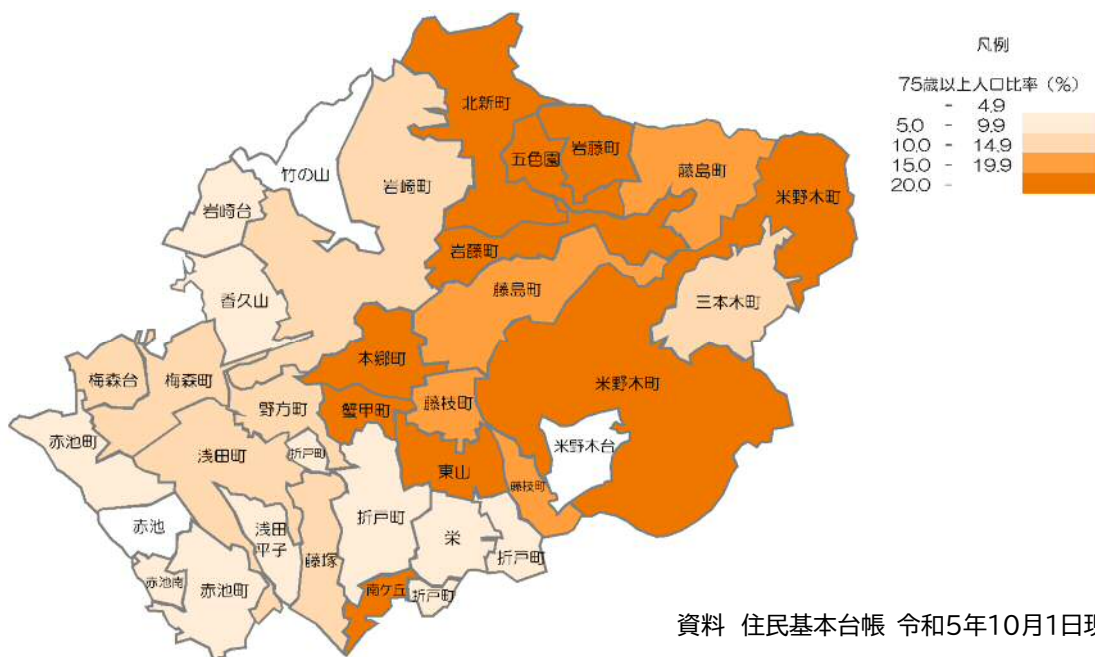 凡例
75歳以上人口比率（%）
- 4.9
5.0 - 9.9
10.0 - 14.9
15.0 - 19.9
20.0 -
北新町
五色園
岩藤町
藤島町
米野木町
竹の山
岩崎町
岩崎台
岩藤町
香久山
藤島町
三本木町
本郷町
梅森台
梅森町
米野木町
野方町
蟹甲町
藤枝町
赤池町
折戸町
米野木台
浅田町
東山
藤枝町
赤池
浅田
平子
折戸町
栄
藤塚
折戸町
赤池南
赤池町
南ケ丘
折戸町
資料 住民基本台帳 令和5年10月1日現